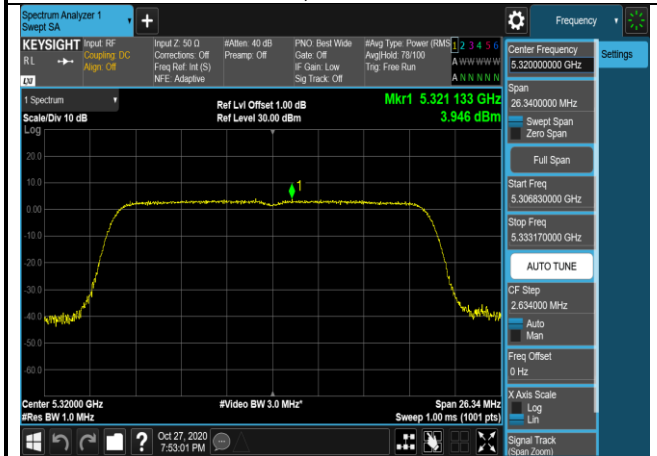 Spectrum Analyzer 1
Swept SA
+
Frequency
KEYSIGHT
RL
LXI
Input: RF
Coupling: DC
Align: Off
Input Z: 50 Ω
Corrections: Off
Freq Ref: Int (S)
NFE: Adaptive
#Atten: 40 dB
Preamp: Off
PNO: Best Wide
Gate: Off
IF Gain: Low
Sig Track: Off
#Avg Type: Power (RMS
Avg|Hold: 78/100
Trig: Free Run
1 2 3 4 5 6
A W W W W W
A N N N N N
1 Spectrum
Scale/Div 10 dB
Log
Ref Lvl Offset 1.00 dB
Ref Level 30.00 dBm
Mkr1 5.321 133 GHz
3.946 dBm
20.0
10.0
0.00
-10.0
-20.0
-30.0
-40.0
-50.0
-60.0
1
Center 5.32000 GHz
#Res BW 1.0 MHz
#Video BW 3.0 MHz*
Span 26.34 MHz
Sweep 1.00 ms (1001 pts)
Oct 27, 2020
7:53:01 PM
?
Center Frequency
5.320000000 GHz
Settings
Span
26.3400000 MHz
Swept Span
Zero Span
Full Span
Start Freq
5.306830000 GHz
Stop Freq
5.333170000 GHz
AUTO TUNE
CF Step
2.634000 MHz
Auto
Man
Freq Offset
0 Hz
X Axis Scale
Log
Lin
Signal Track
(Span Zoom)